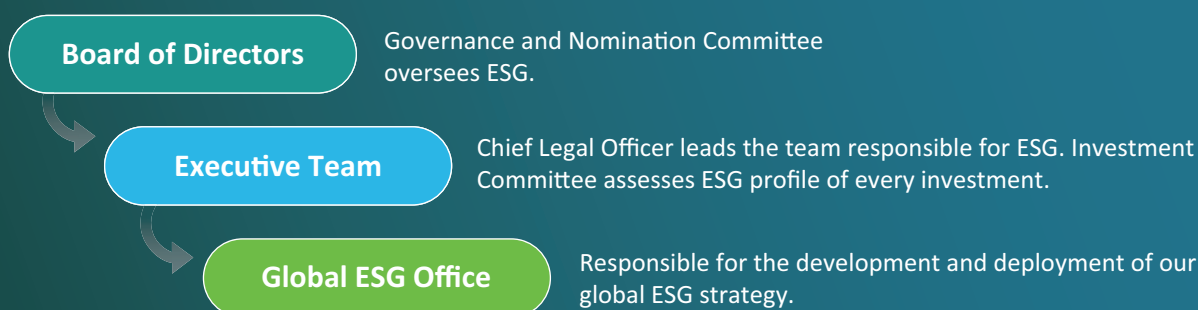 Board of Directors
Governance and Nomination Committee
oversees ESG.
Executive Team
Chief Legal Officer leads the team responsible for ESG. Investment
Committee assesses ESG profile of every investment.
Global ESG Office
Responsible for the development and deployment of our
global ESG strategy.